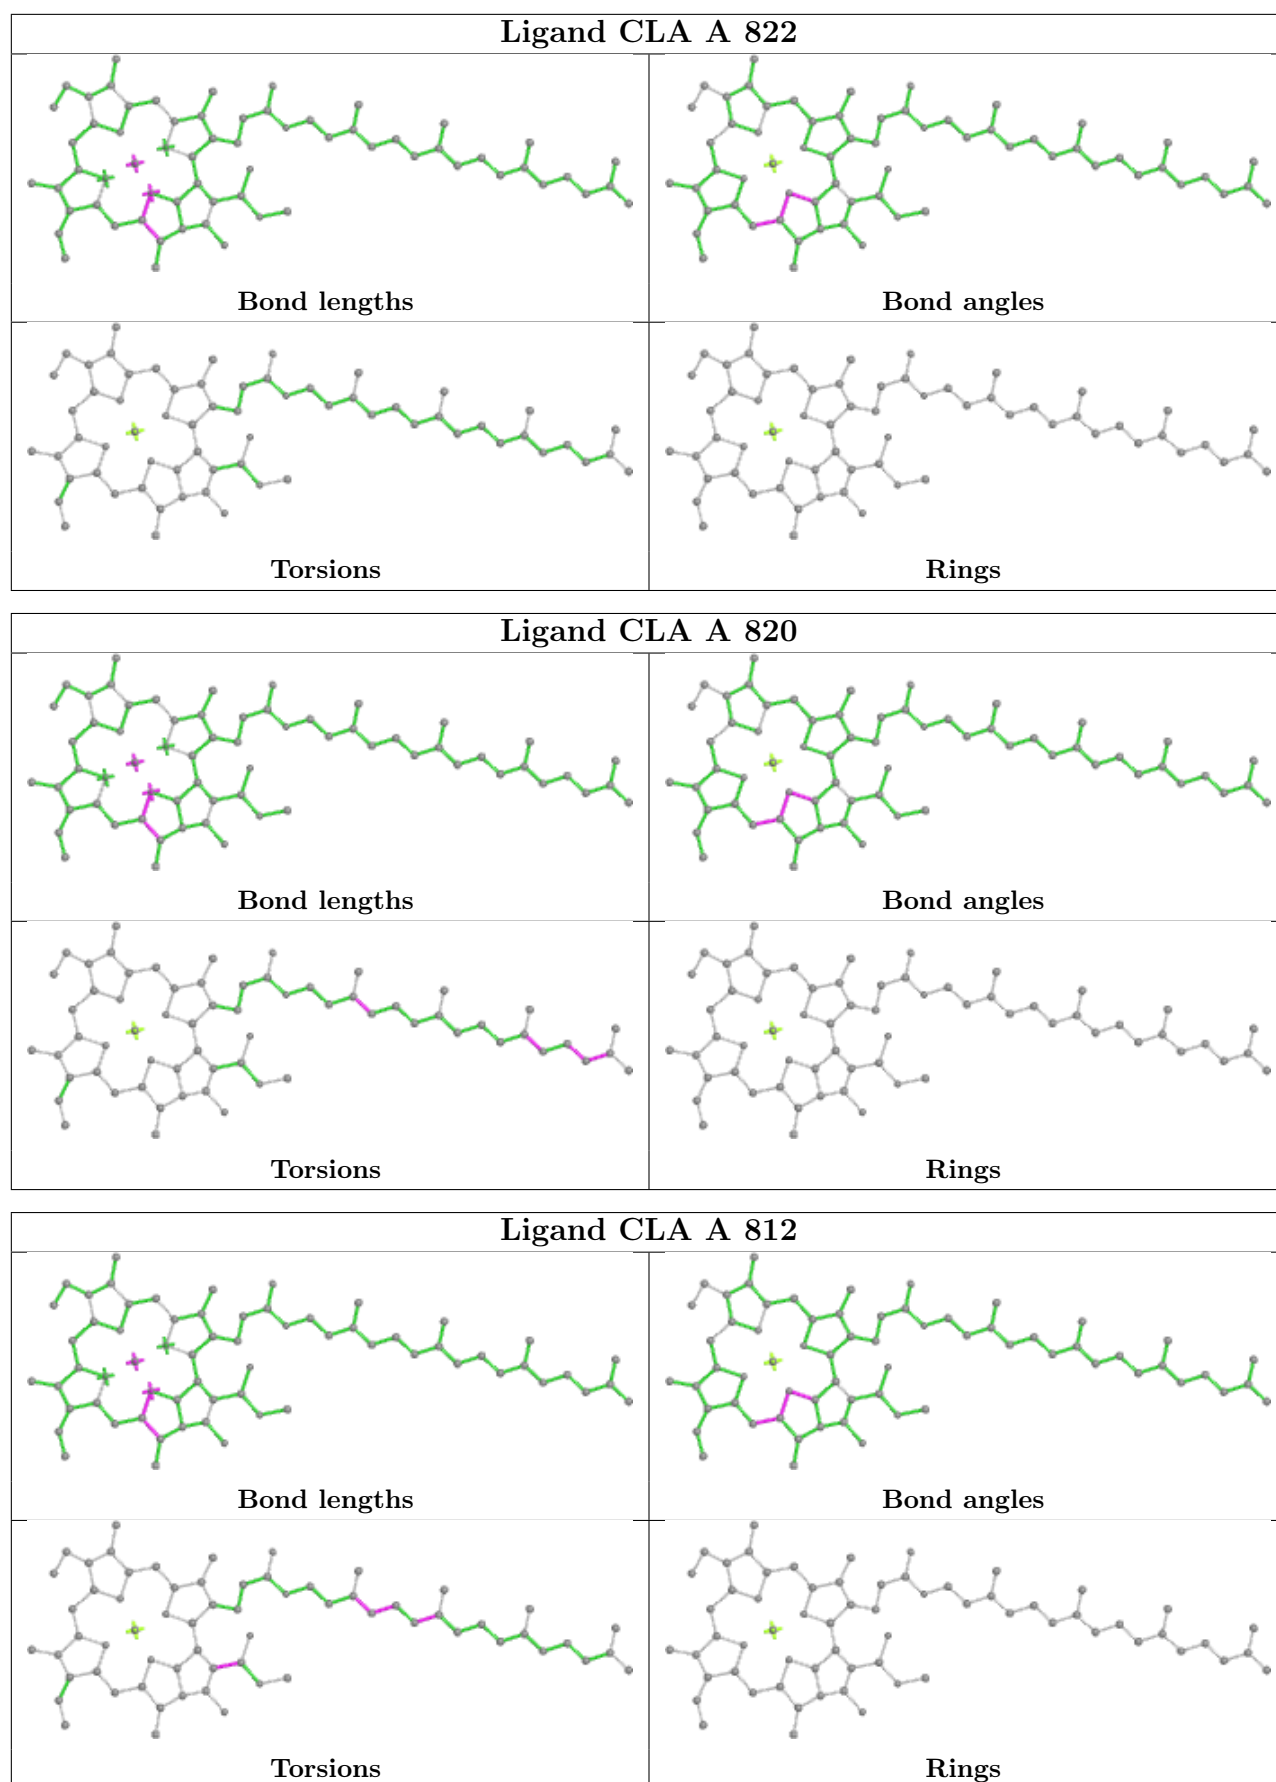 Ligand CLA A 822
Bond lengths
Bond angles
Torsions
Rings
Ligand CLA A 820
Bond lengths
Bond angles
Torsions
Rings
Ligand CLA A 812
Bond lengths
Bond angles
Torsions
Rings